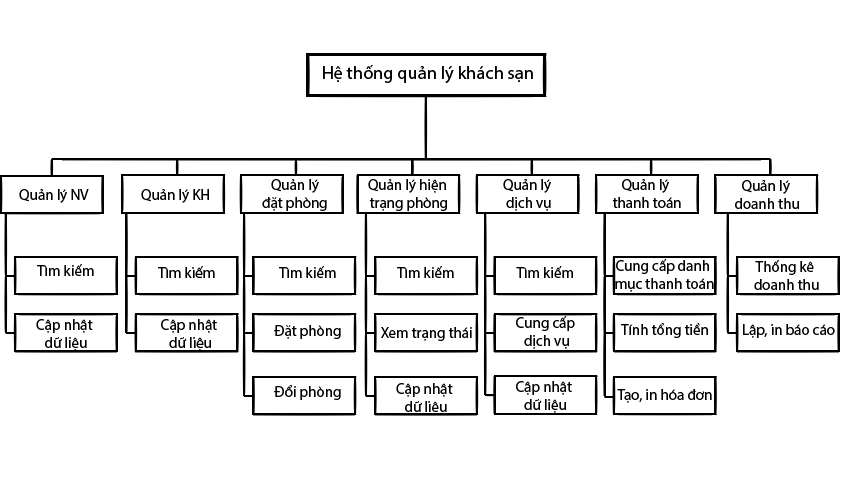 Hệ thống quản lý khách sạn
Quản lý NV
Quản lý KH
Quản lý
đặt phòng
Quản lý hiện
trạng phòng
Quản lý
dịch vụ
Quản lý
thanh toán
Quản lý
doanh thu
Tìm kiếm
Tìm kiếm
Tìm kiếm
Tìm kiếm
Tìm kiếm
Cung cấp danh
mục thanh toán
Thống kê
doanh thu
Cập nhật
dữ liệu
Cập nhật
dữ liệu
Đặt phòng
Xem trạng thái
Cung cấp
dịch vụ
Tính tổng tiền
Lập, in báo cáo
Đổi phòng
Cập nhật
dữ liệu
Cập nhật
dữ liệu
Tạo, in hóa đơn